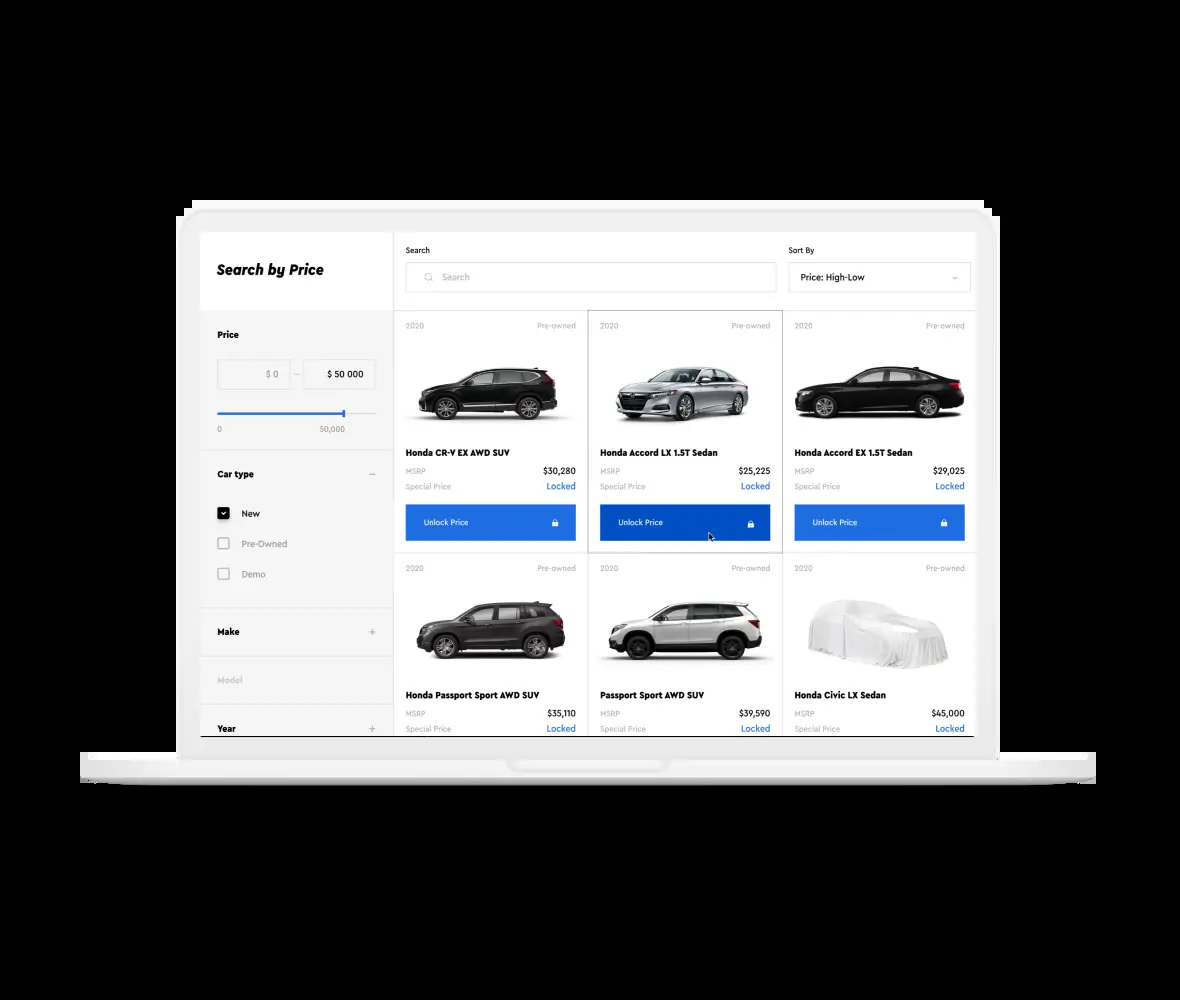 Search by Price
Search
Sort By
Search
Price: High-Low
Price
$ 0 – $ 50 000
0 50,000
Car type –
New
Pre-Owned
Demo
Make +
Model
Year +
2020 Pre-owned
Honda CR-V EX AWD SUV
MSRP $30,280
Special Price Locked
Unlock Price
2020 Pre-owned
Honda Accord LX 1.5T Sedan
MSRP $25,225
Special Price Locked
Unlock Price
2020 Pre-owned
Honda Accord EX 1.5T Sedan
MSRP $29,025
Special Price Locked
Unlock Price
2020 Pre-owned
Honda Passport Sport AWD SUV
MSRP $35,110
Special Price Locked
2020 Pre-owned
Passport Sport AWD SUV
MSRP $39,590
Special Price Locked
2020 Pre-owned
Honda Civic LX Sedan
MSRP $45,000
Special Price Locked